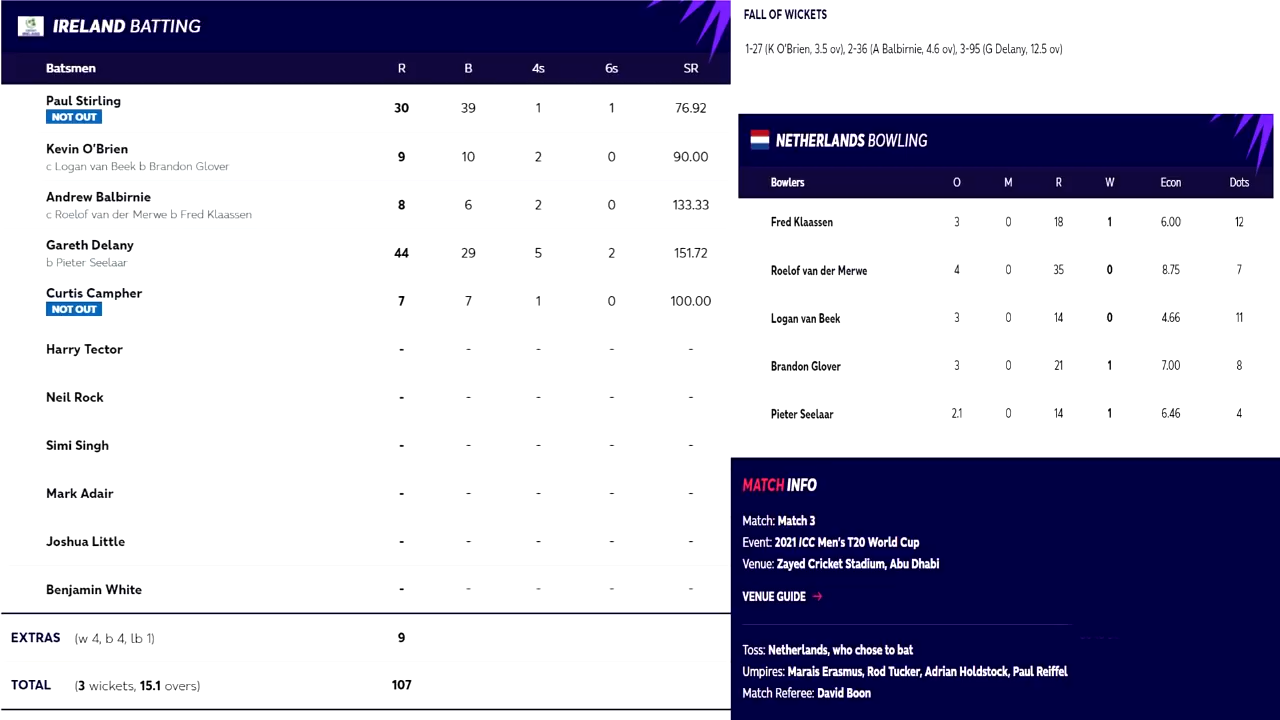 IRELAND BATTING
Batsmen R B 4s 6s SR
Paul Stirling 30 39 1 1 76.92
NOT OUT
Kevin O'Brien 9 10 2 0 90.00
c Logan van Beek b Brandon Glover
Andrew Balbirnie 8 6 2 0 133.33
c Roelof van der Merwe b Fred Klaassen
Gareth Delany 44 29 5 2 151.72
b Pieter Seelaar
Curtis Campher 7 7 1 0 100.00
NOT OUT
Harry Tector - - - - -
Neil Rock - - - - -
Simi Singh - - - - -
Mark Adair - - - - -
Joshua Little - - - - -
Benjamin White - - - - -
EXTRAS (w 4, b 4, lb 1) 9
TOTAL (3 wickets, 15.1 overs) 107
FALL OF WICKETS
1-27 (K O'Brien, 3.5 ov), 2-36 (A Balbirnie, 4.6 ov), 3-95 (G Delany, 12.5 ov)
NETHERLANDS BOWLING
Bowlers O M R W Econ Dots
Fred Klaassen 3 0 18 1 6.00 12
Roelof van der Merwe 4 0 35 0 8.75 7
Logan van Beek 3 0 14 0 4.66 11
Brandon Glover 3 0 21 1 7.00 8
Pieter Seelaar 2.1 0 14 1 6.46 4
MATCH INFO
Match: Match 3
Event: 2021 ICC Men's T20 World Cup
Venue: Zayed Cricket Stadium, Abu Dhabi
VENUE GUIDE →
Toss: Netherlands, who chose to bat
Umpires: Marais Erasmus, Rod Tucker, Adrian Holdstock, Paul Reiffel
Match Referee: David Boon